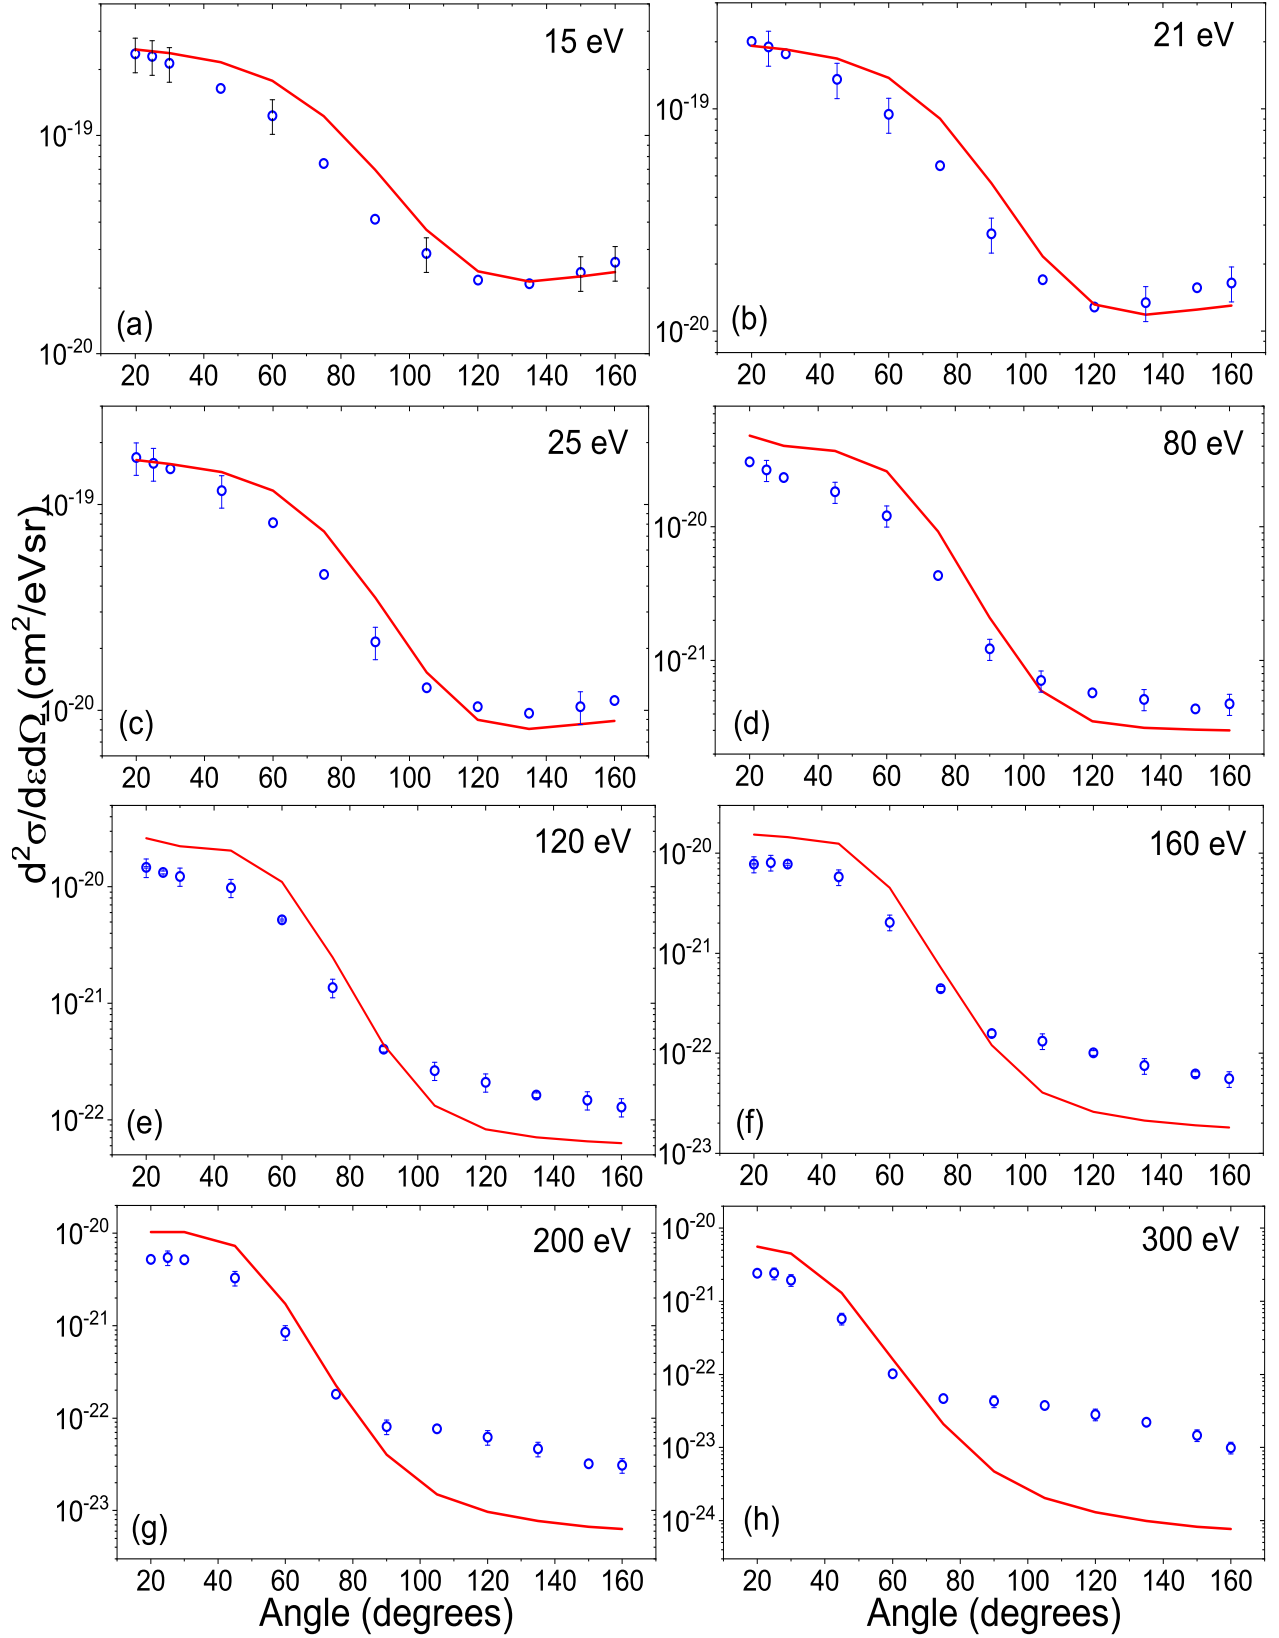 15 eV
10⁻¹⁹
10⁻²⁰
(a)
20 40 60 80 100 120 140 160
21 eV
10⁻¹⁹
10⁻²⁰
(b)
20 40 60 80 100 120 140 160
25 eV
10⁻¹⁹
10⁻²⁰
(c)
20 40 60 80 100 120 140 160
80 eV
10⁻²⁰
10⁻²¹
(d)
20 40 60 80 100 120 140 160
d²σ/dεdΩ (cm²/eVsr)
120 eV
10⁻²⁰
10⁻²¹
10⁻²²
(e)
20 40 60 80 100 120 140 160
160 eV
10⁻²⁰
10⁻²¹
10⁻²²
10⁻²³
(f)
20 40 60 80 100 120 140 160
200 eV
10⁻²⁰
10⁻²¹
10⁻²²
10⁻²³
(g)
20 40 60 80 100 120 140 160
Angle (degrees)
300 eV
10⁻²⁰
10⁻²¹
10⁻²²
10⁻²³
10⁻²⁴
(h)
20 40 60 80 100 120 140 160
Angle (degrees)